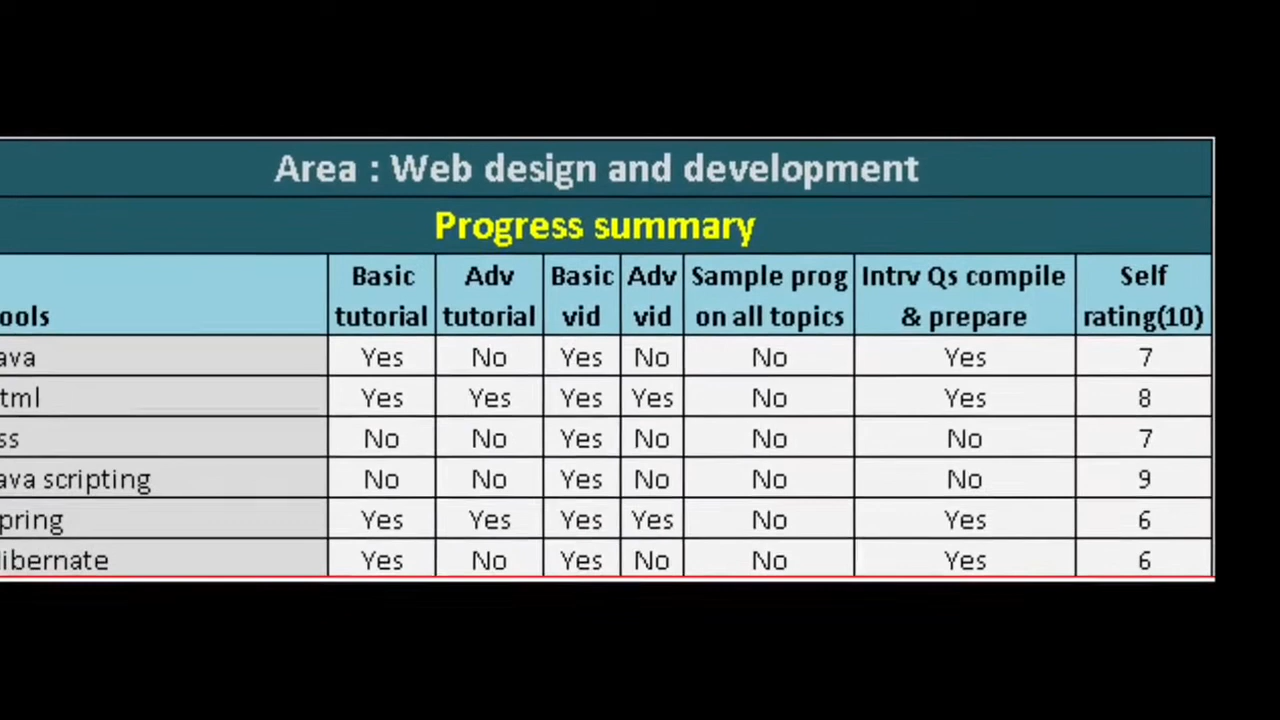 Area : Web design and development
Progress summary
ools Basic tutorial Adv tutorial Basic vid Adv vid Sample prog on all topics Intrv Qs compile & prepare Self rating(10)
ava Yes No Yes No No Yes 7
tml Yes Yes Yes Yes No Yes 8
ss No No Yes No No No 7
ava scripting No No Yes No No No 9
pring Yes Yes Yes Yes No Yes 6
libernate Yes No Yes No No Yes 6